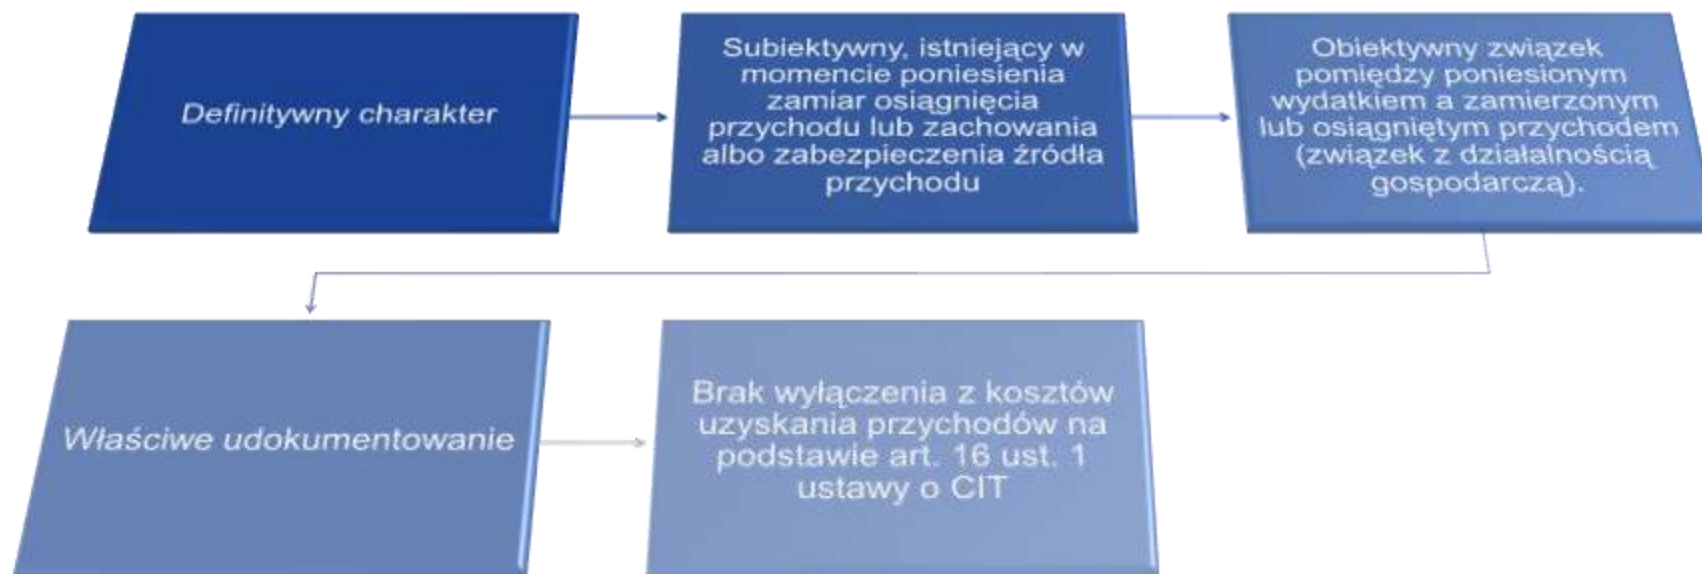 Definitywny charakter
Subiektywny, istniejący w
momencie poniesienia
zamiar osiągnięcia
przychodu lub zachowania
albo zabezpieczenia źródła
przychodu
Obiektywny związek
pomiędzy poniesionym
wydatkiem a zamierzonym
lub osiągniętym przychodem
(związek z działalnością
gospodarczą).
Właściwe udokumentowanie
Brak wyłączenia z kosztów
uzyskania przychodów na
podstawie art. 16 ust. 1
ustawy o CIT